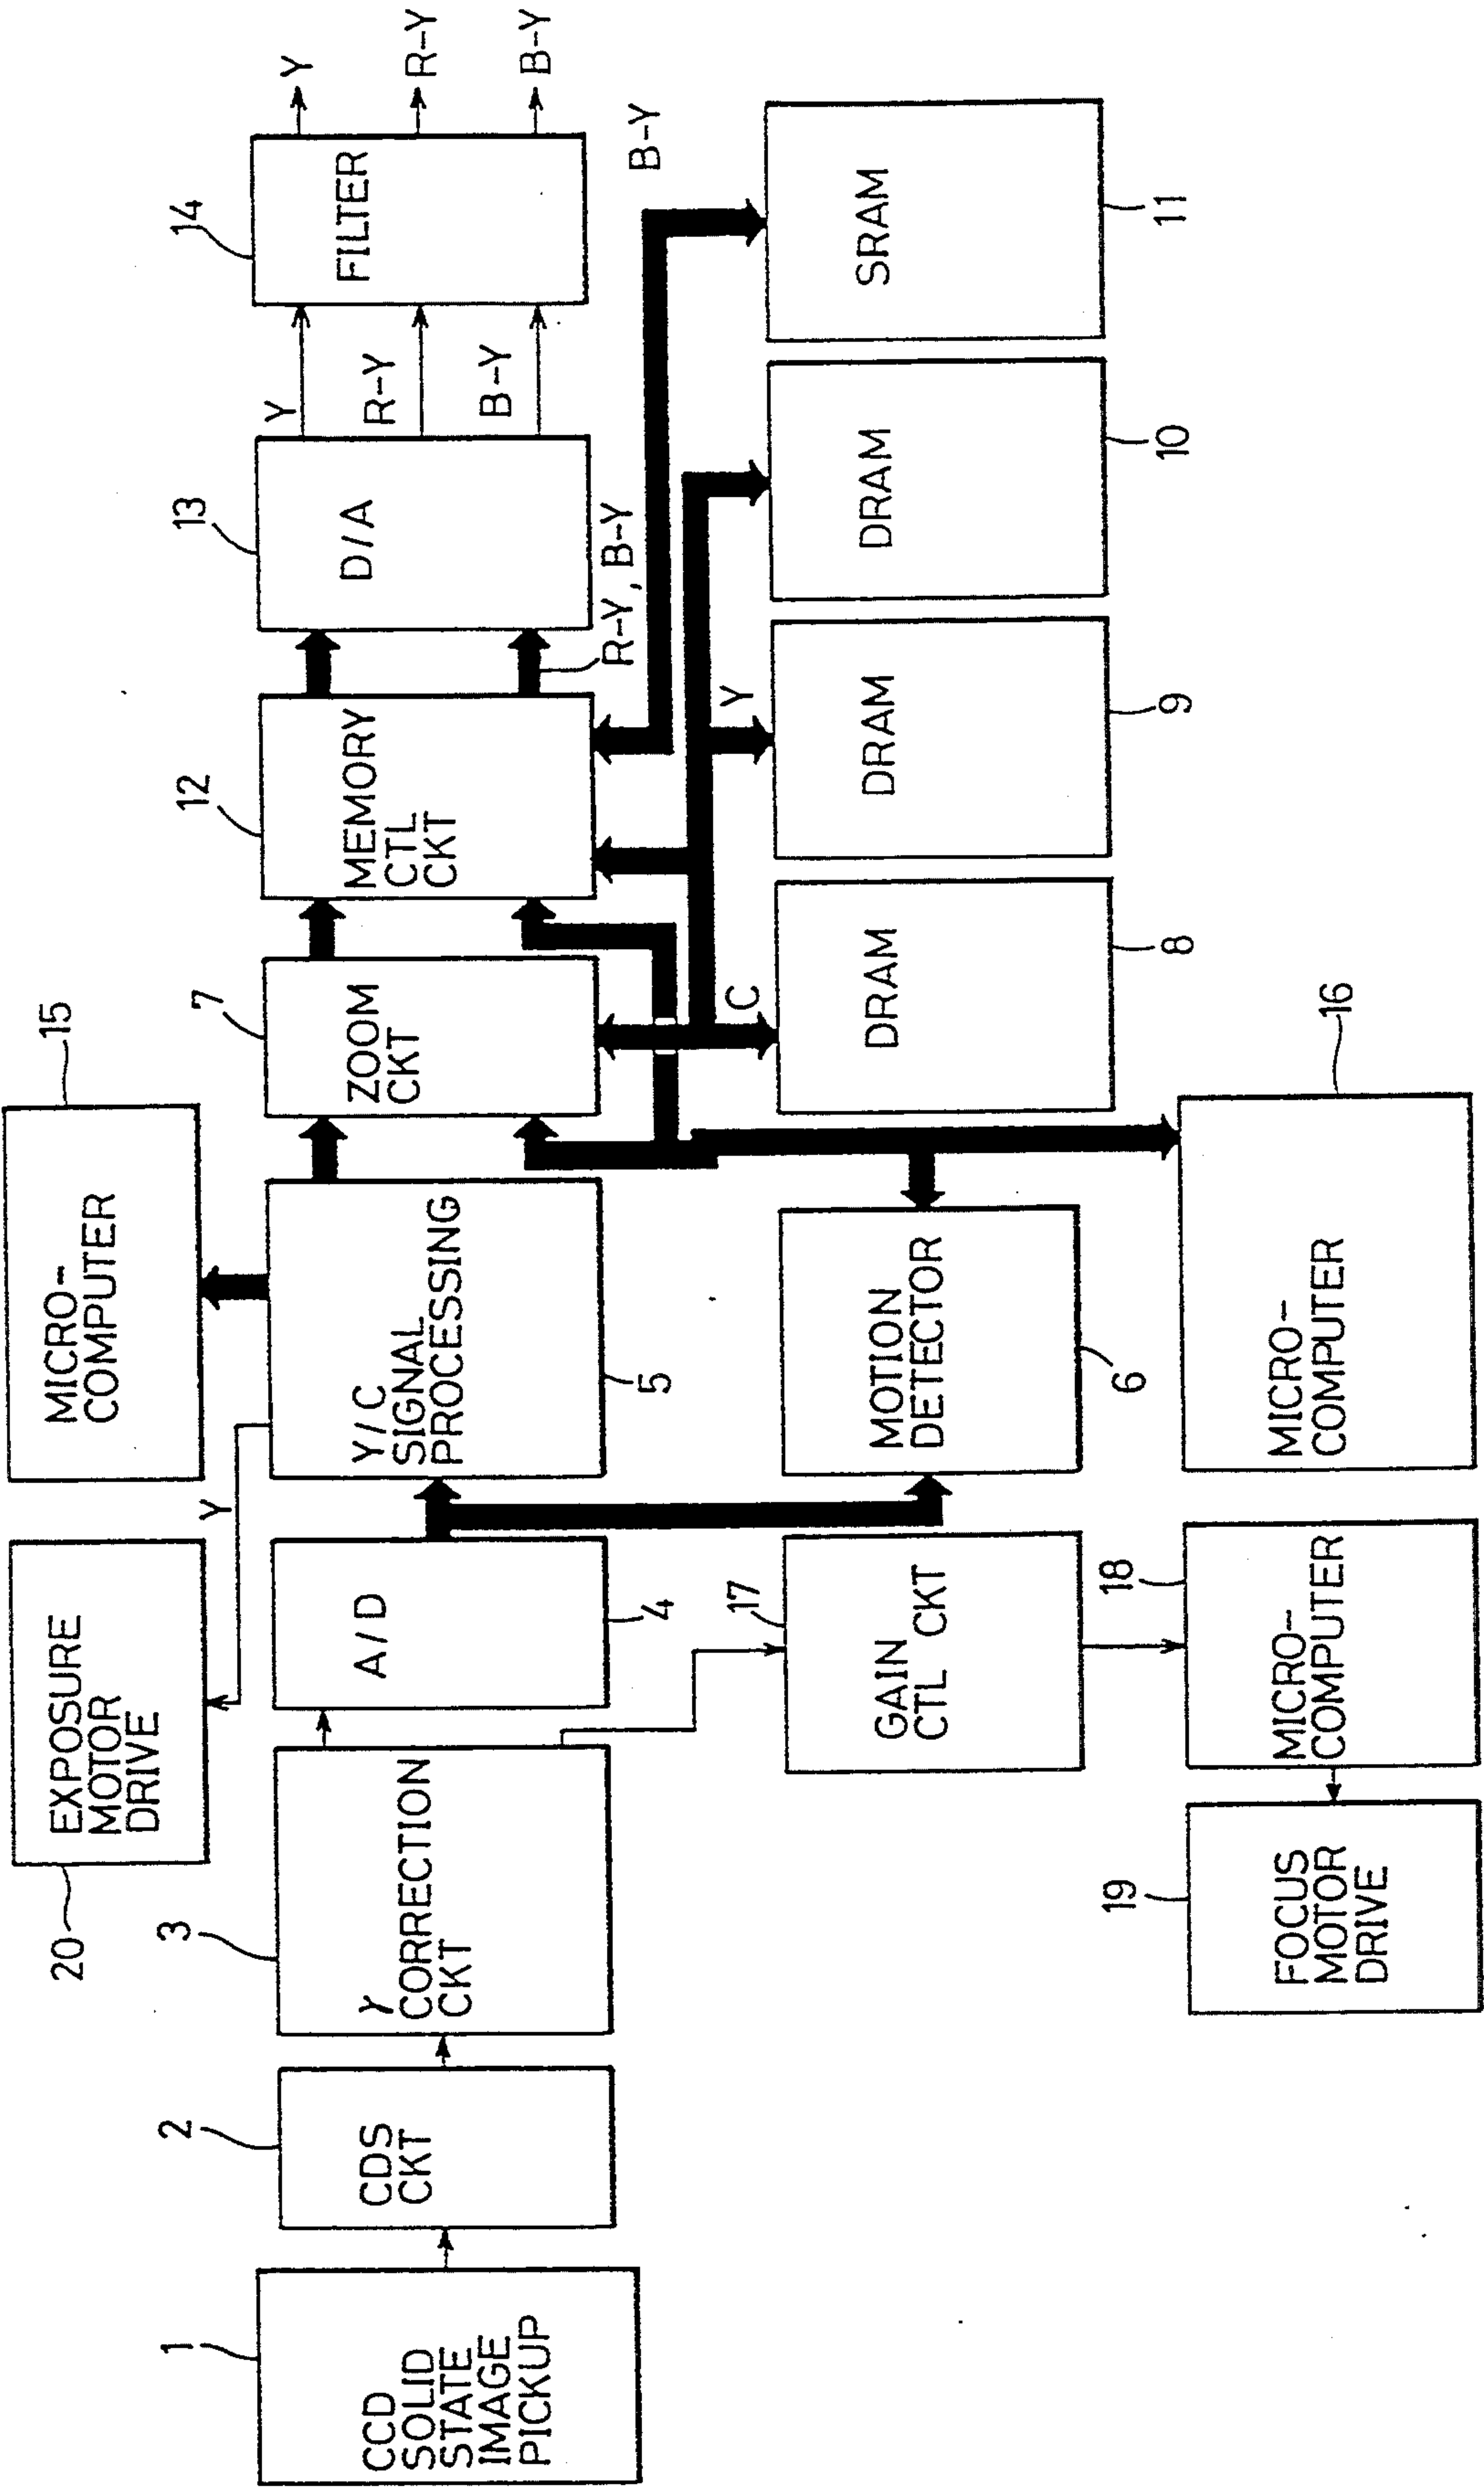 1
CCD
SOLID
STATE
IMAGE
PICKUP
2
CDS
CKT
3
γ
CORRECTION
CKT
A/D
4
Y/C
SIGNAL
PROCESSING
5
7
ZOOM
CKT
12
MEMORY
CTL
CKT
13
D/A
Y
R-Y
B-Y
14
FILTER
Y
R-Y
B-Y
20
EXPOSURE
MOTOR
DRIVE
Y
15
MICRO-
COMPUTER
R-Y, B-Y
B-Y
17
GAIN
CTL CKT
MOTION
DETECTOR
6
C
DRAM
8
Y
DRAM
9
DRAM
10
SRAM
11
19
FOCUS
MOTOR
DRIVE
18
MICRO-
COMPUTER
16
MICRO-
COMPUTER